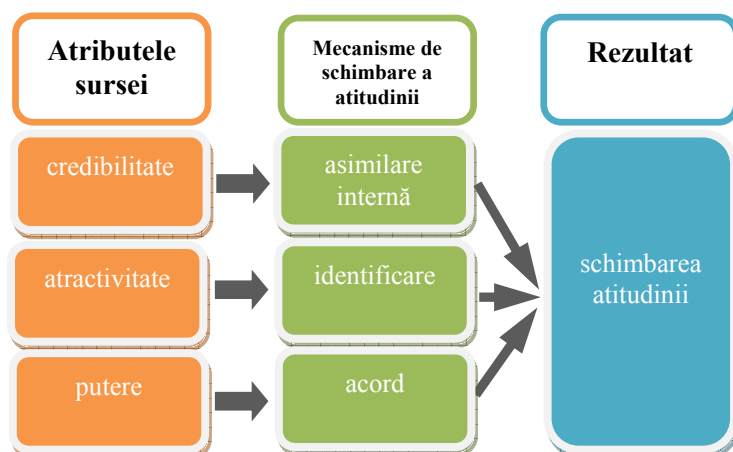 Atributele
sursei
Mecanisme de
schimbare a
atitudinii
Rezultat
credibilitate
asimilare
internă
atractivitate
identificare
schimbarea
atitudinii
putere
acord